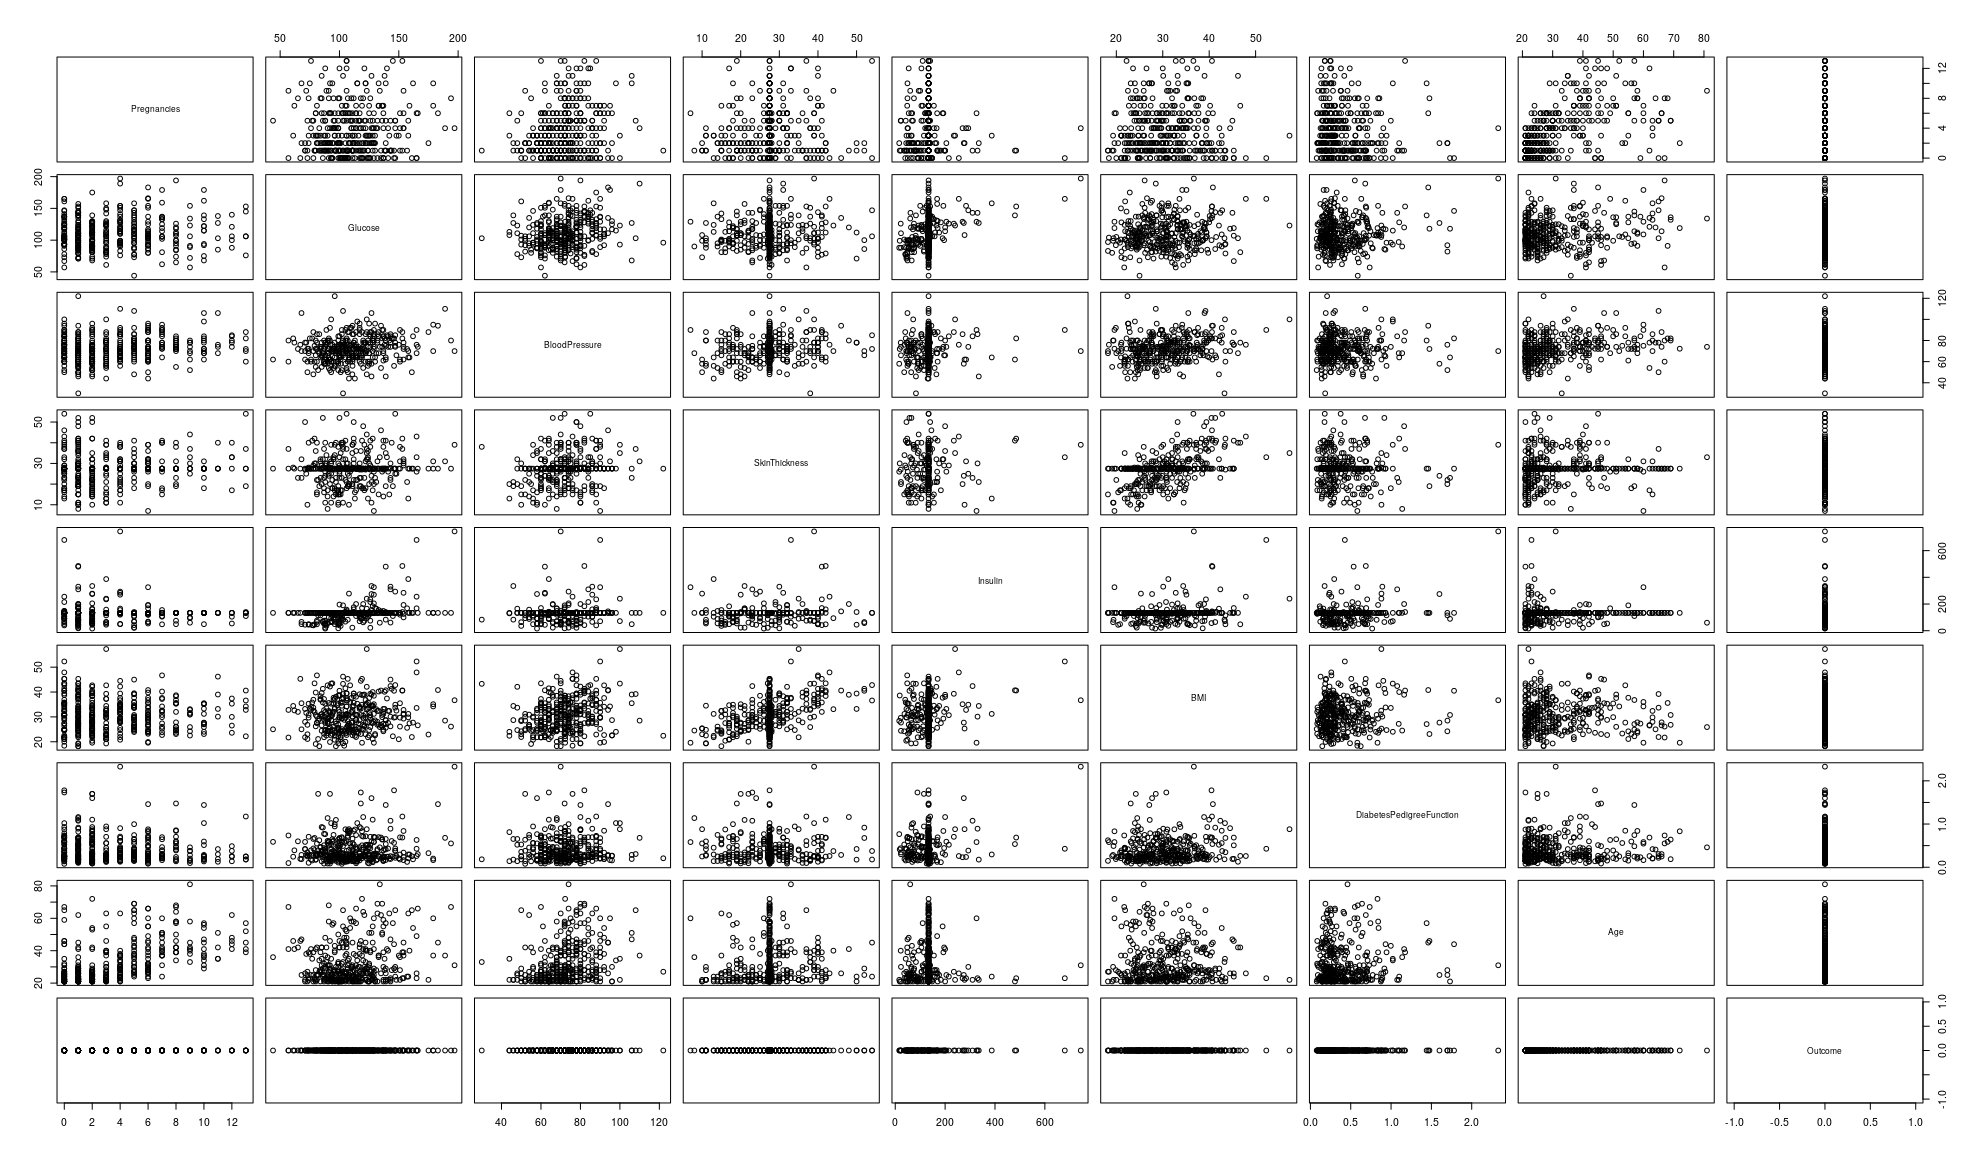 50 100 150 200 10 20 30 40 50 20 30 40 50 20 30 40 50 60 70 80
Pregnancies 0 4 8 12
50 100 150 200 Glucose
BloodPressure 40 60 80 120
10 30 50 SkinThickness
Insulin 0 200 600
20 30 40 50 BMI
DiabetesPedigreeFunction 0.0 1.0 2.0
20 40 60 80 Age
Outcome -1.0 0.0 0.5 1.0
0 2 4 6 8 10 12 40 60 80 100 120 0 200 400 600 0.0 0.5 1.0 1.5 2.0 -1.0 -0.5 0.0 0.5 1.0